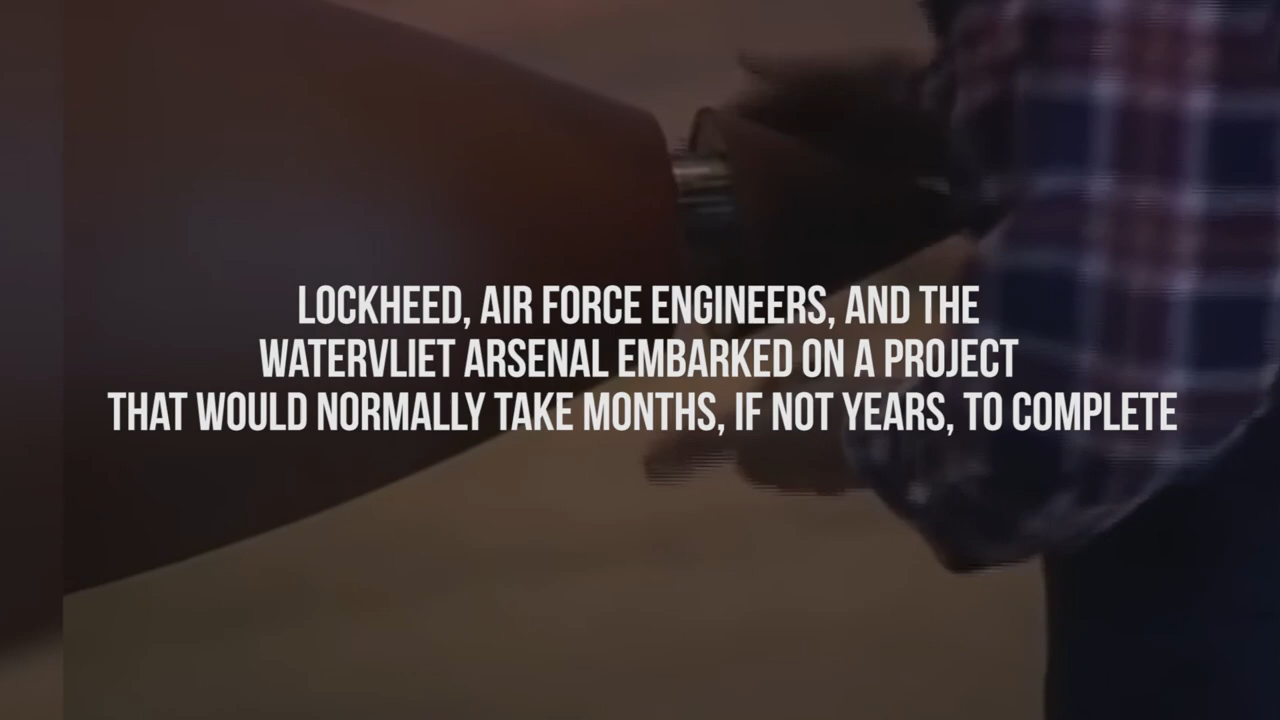 LOCKHEED, AIR FORCE ENGINEERS, AND THE
WATERVLIET ARSENAL EMBARKED ON A PROJECT
THAT WOULD NORMALLY TAKE MONTHS, IF NOT YEARS, TO COMPLETE